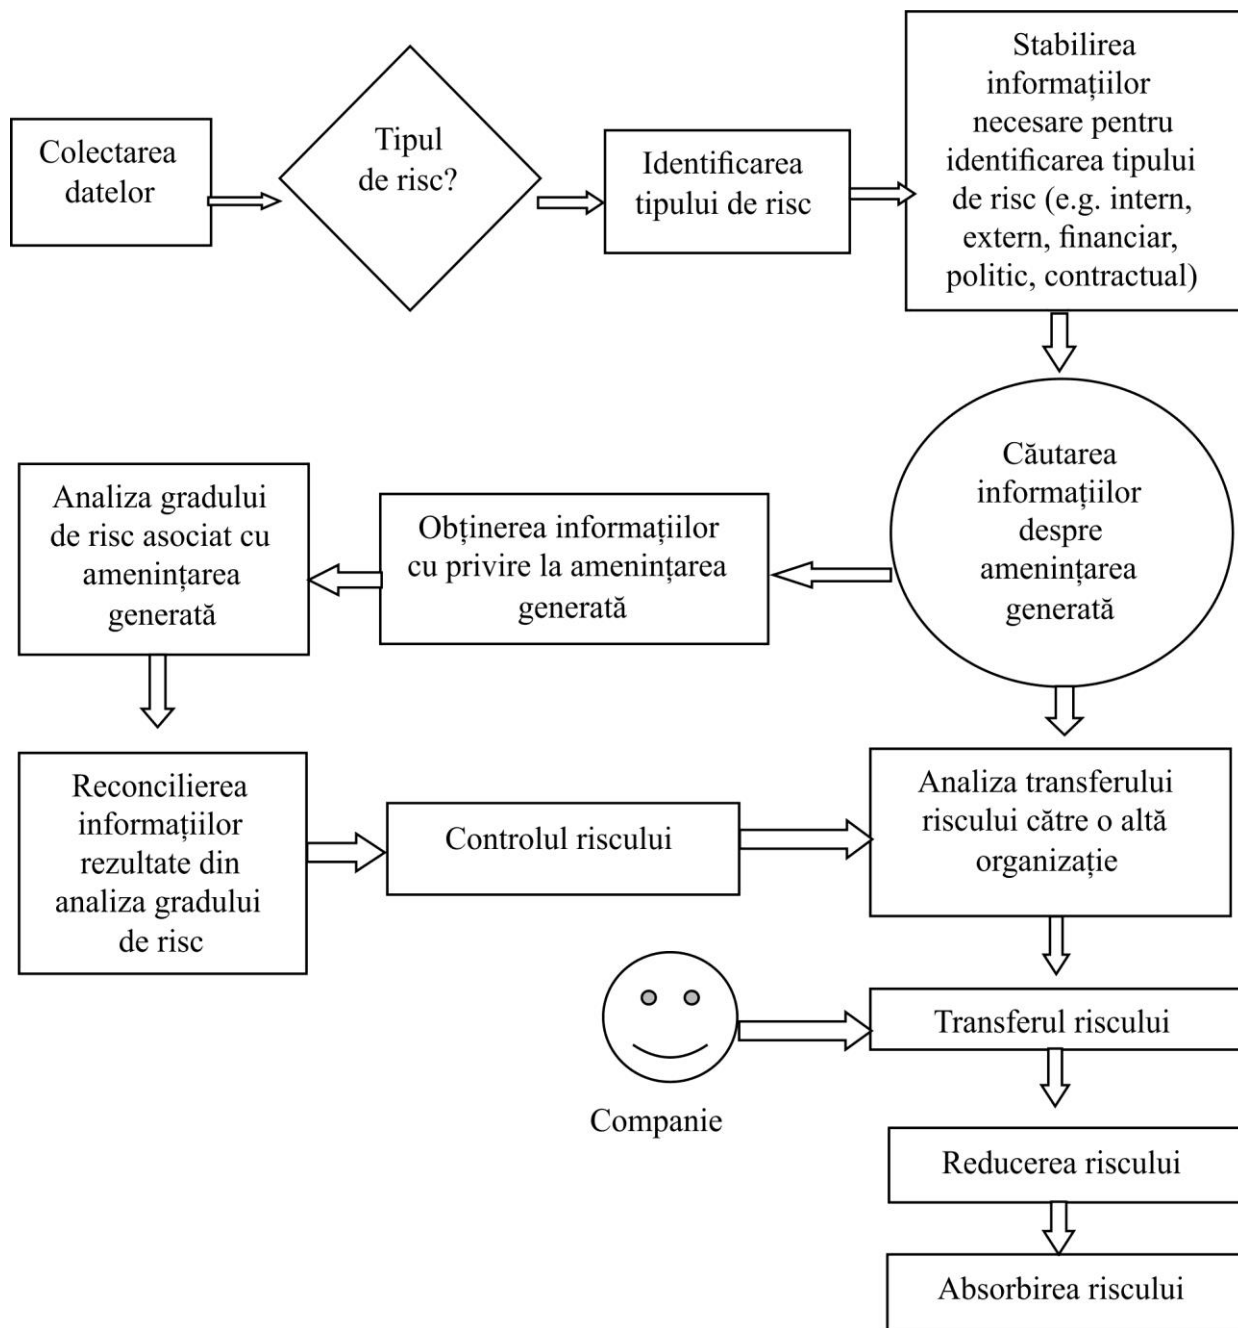 Colectarea
datelor
Tipul
de risc?
Identificarea
tipului de risc
Stabilirea
informațiilor
necesare pentru
identificarea tipului
de risc (e.g. intern,
extern, financiar,
politic, contractual)
Căutarea
informațiilor
despre
amenințarea
generată
Obținerea informațiilor
cu privire la amenințarea
generată
Analiza gradului
de risc asociat cu
amenințarea
generată
Reconcilierea
informațiilor
rezultate din
analiza gradului
de risc
Controlul riscului
Analiza transferului
riscului către o altă
organizație
Transferul riscului
Companie
Reducerea riscului
Absorbirea riscului